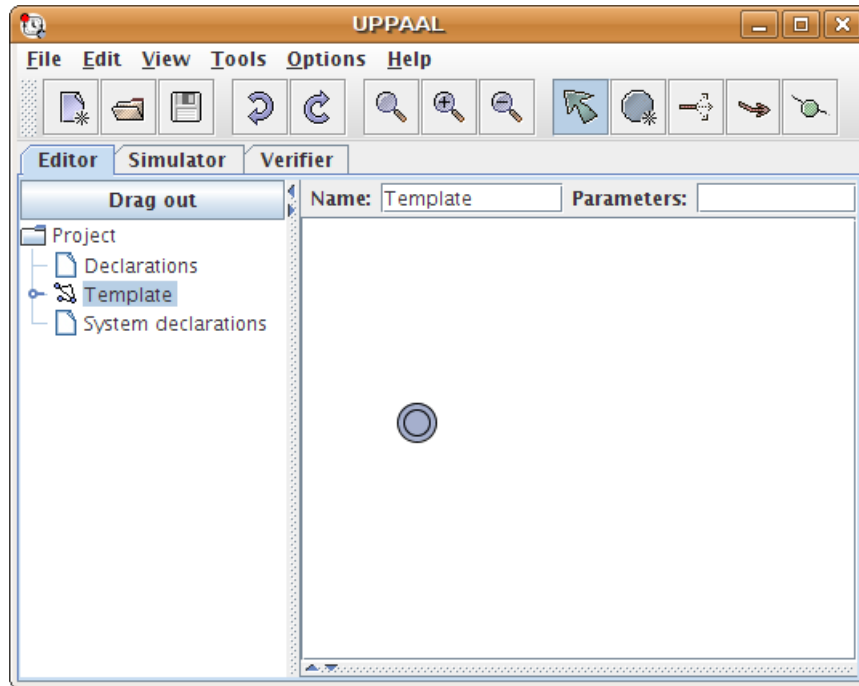 UPPAAL
File Edit View Tools Options Help
Editor Simulator Verifier
Drag out
Name: Template Parameters:
Project
Declarations
Template
System declarations